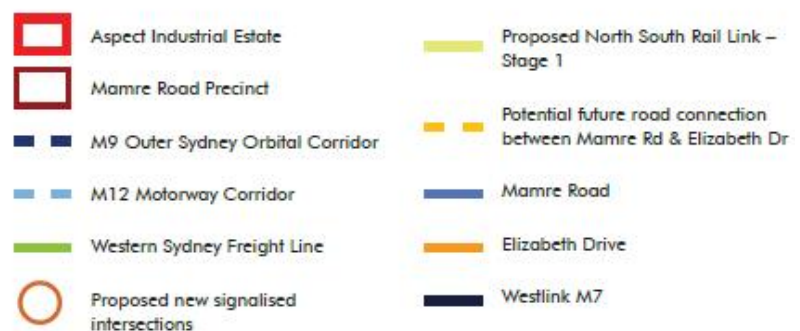 Aspect Industrial Estate
Mamre Road Precinct
M9 Outer Sydney Orbital Corridor
M12 Motorway Corridor
Western Sydney Freight Line
Proposed new signalised
intersections
Proposed North South Rail Link –
Stage 1
Potential future road connection
between Mamre Rd & Elizabeth Dr
Mamre Road
Elizabeth Drive
Westlink M7